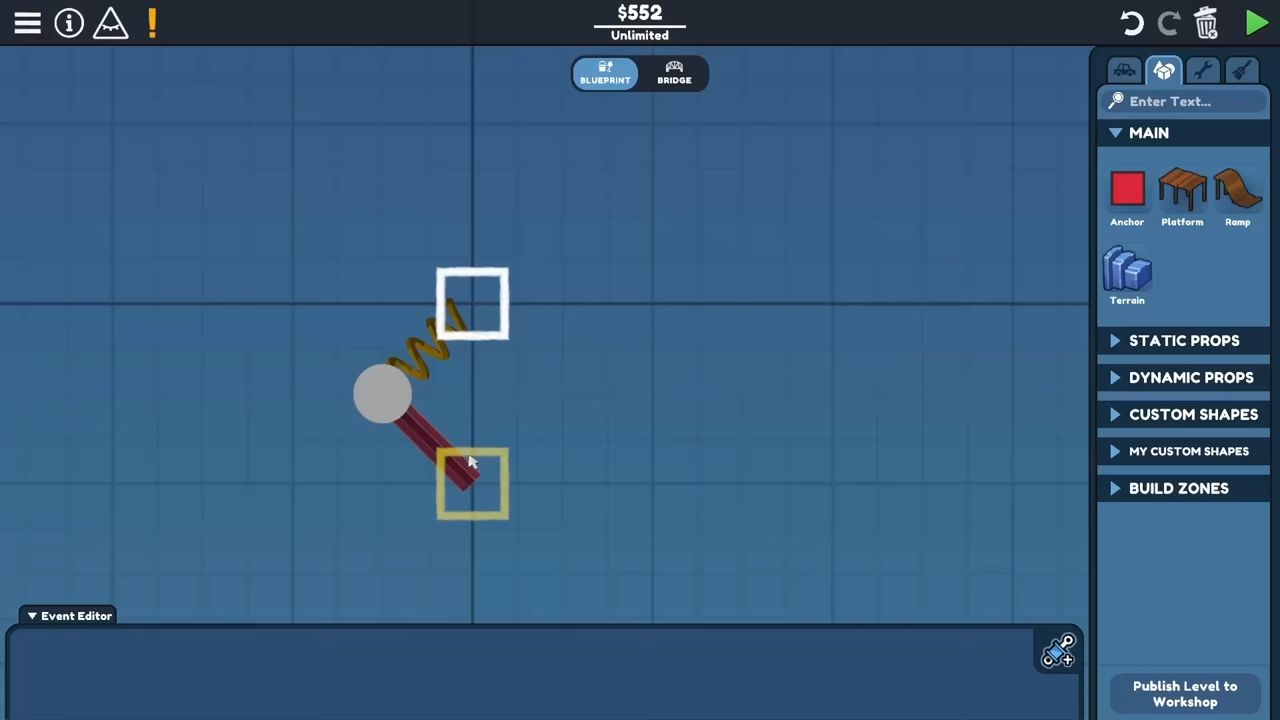 $552
Unlimited
BLUEPRINT
BRIDGE
Enter Text...
MAIN
Anchor
Platform
Ramp
Terrain
STATIC PROPS
DYNAMIC PROPS
CUSTOM SHAPES
MY CUSTOM SHAPES
BUILD ZONES
Event Editor
Publish Level to
Workshop